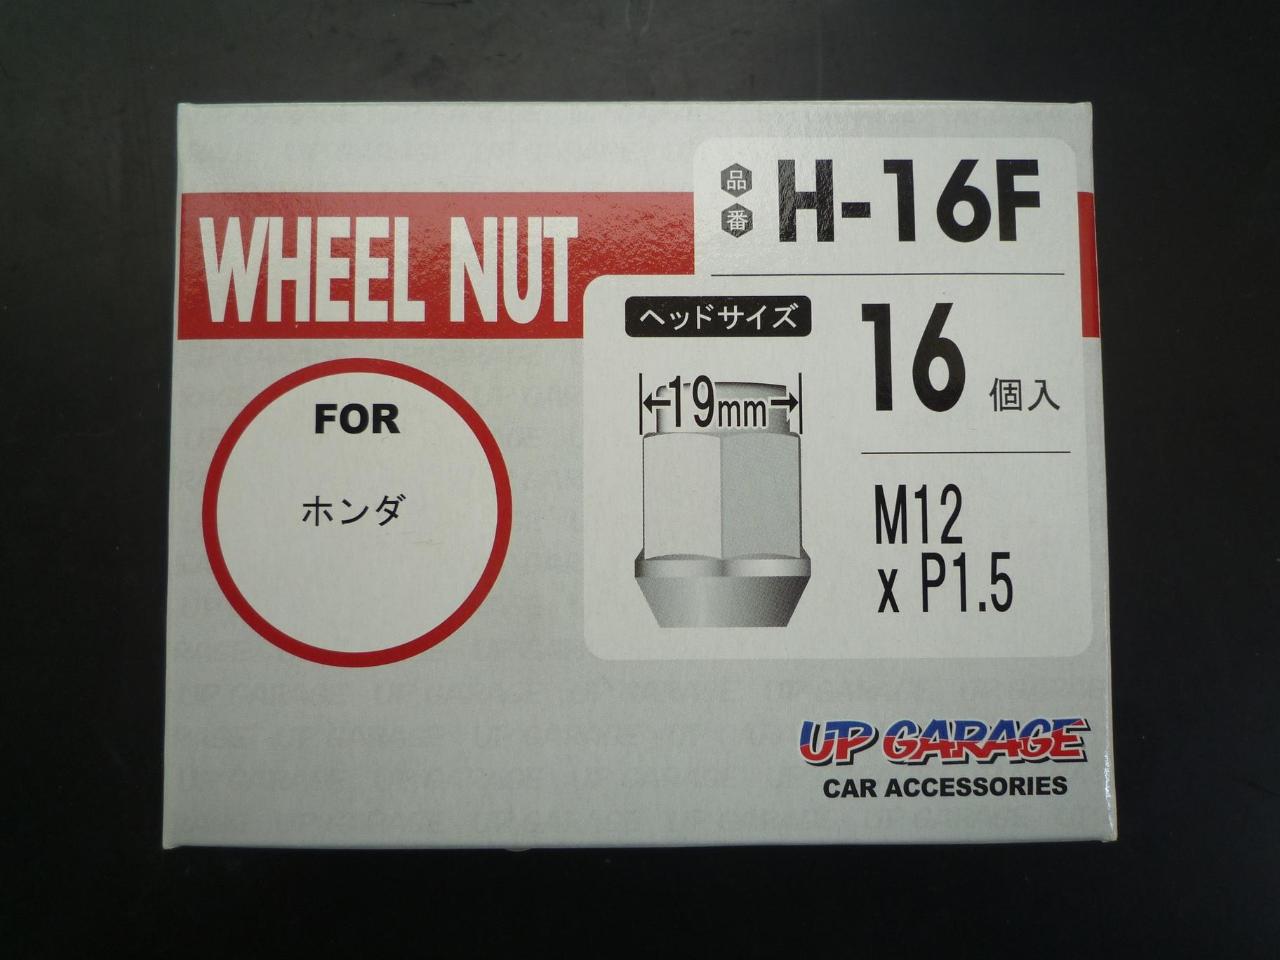 品番 H-16F
WHEEL NUT
ヘッドサイズ
19mm
16 個入
M12
x P1.5
FOR
ホンダ
UP GARAGE
CAR ACCESSORIES